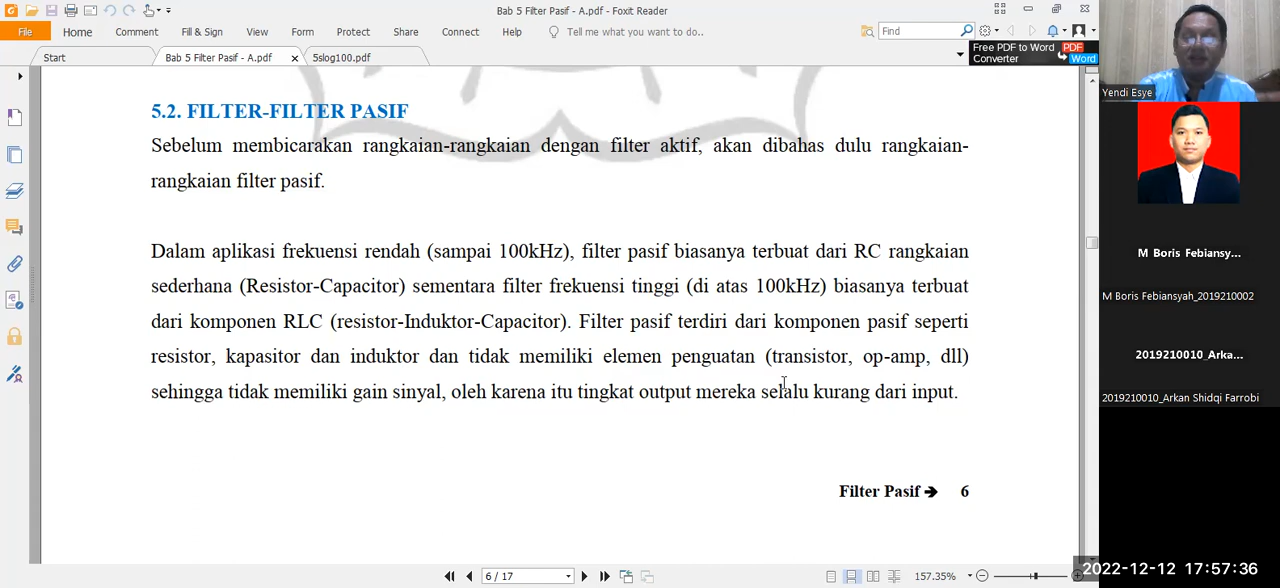 Bab 5 Filter Pasif - A.pdf - Foxit Reader
File Home Comment Fill & Sign View Form Protect Share Connect Help Tell me what you want to do.. Find
Start Bab 5 Filter Pasif - A.pdf 5slog100.pdf
Free PDF to Word Converter PDF Word
5.2. FILTER-FILTER PASIF
Sebelum membicarakan rangkaian-rangkaian dengan filter aktif, akan dibahas dulu rangkaian-
rangkaian filter pasif.
Dalam aplikasi frekuensi rendah (sampai 100kHz), filter pasif biasanya terbuat dari RC rangkaian
sederhana (Resistor-Capacitor) sementara filter frekuensi tinggi (di atas 100kHz) biasanya terbuat
dari komponen RLC (resistor-Induktor-Capacitor). Filter pasif terdiri dari komponen pasif seperti
resistor, kapasitor dan induktor dan tidak memiliki elemen penguatan (transistor, op-amp, dll)
sehingga tidak memiliki gain sinyal, oleh karena itu tingkat output mereka selalu kurang dari input.
Filter Pasif ➔ 6
6 / 17
157.35%
Yendi Esye
M Boris Febiansy...
M Boris Febiansyah_2019210002
2019210010_Arka...
2019210010_Arkan Shidqi Farrobi
2022-12-12 17:57:36